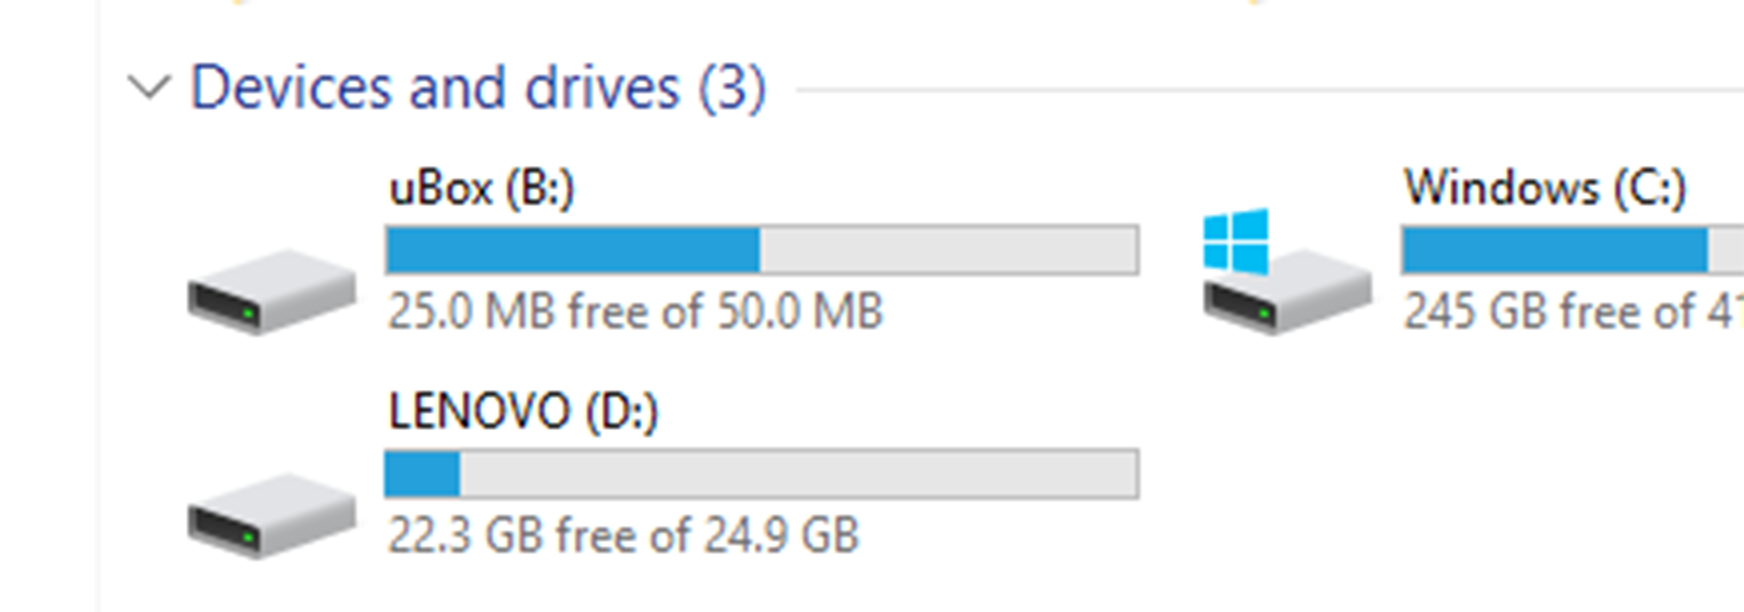 Devices and drives (3)
uBox (B:)
25.0 MB free of 50.0 MB
Windows (C:)
245 GB free of
LENOVO (D:)
22.3 GB free of 24.9 GB